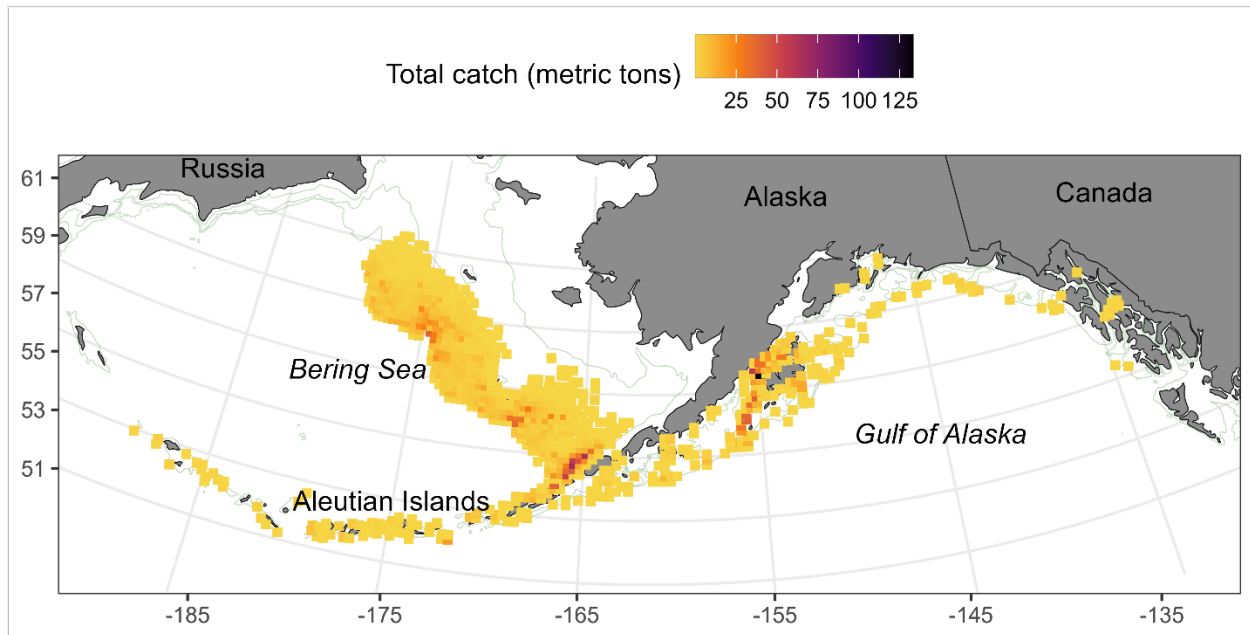 Total catch (metric tons)
25 50 75 100 125
Russia
Alaska
Canada
61
59
57
55
53
51
Bering Sea
Gulf of Alaska
Aleutian Islands
-185 -175 -165 -155 -145 -135